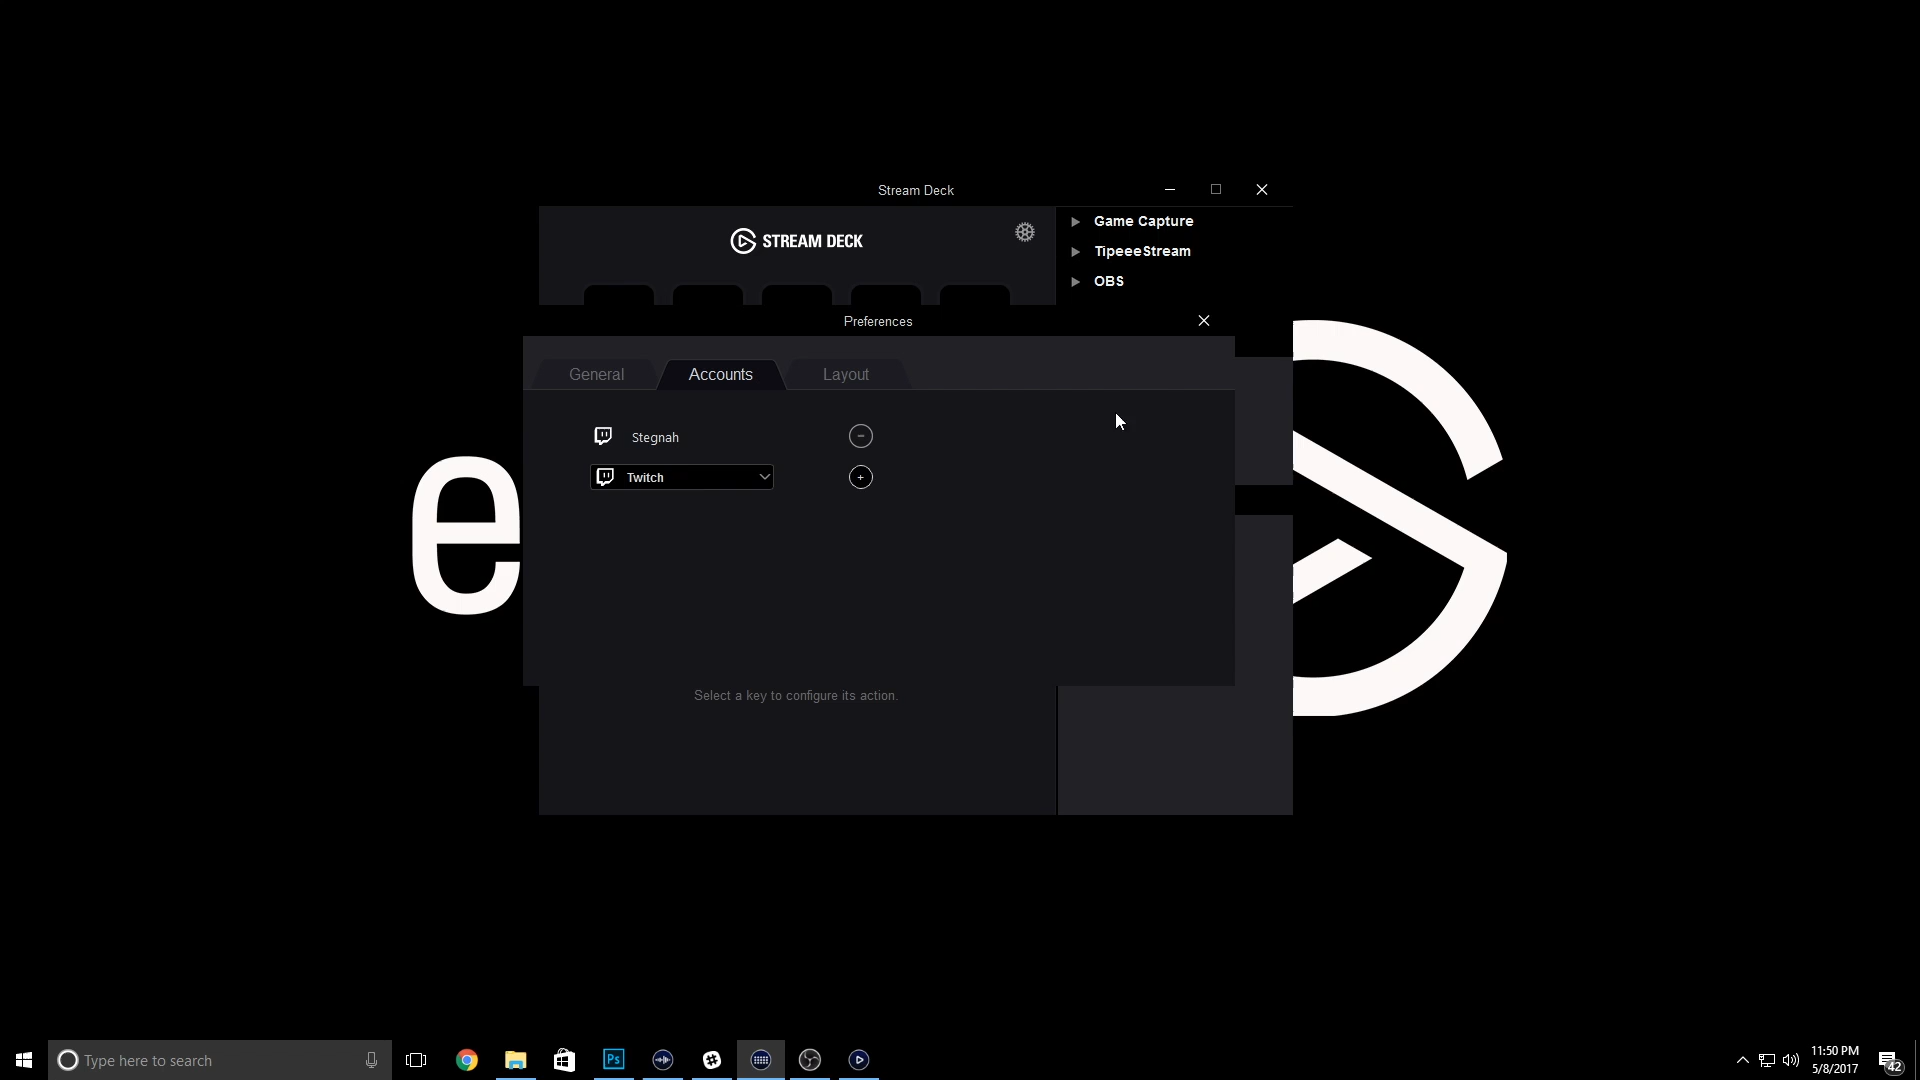 Stream Deck
STREAM DECK
Game Capture
TipeeeStream
OBS
Preferences
General
Accounts
Layout
Stegnah
Twitch
Select a key to configure its action.
e
Type here to search
Ps
11:50 PM
5/8/2017
42